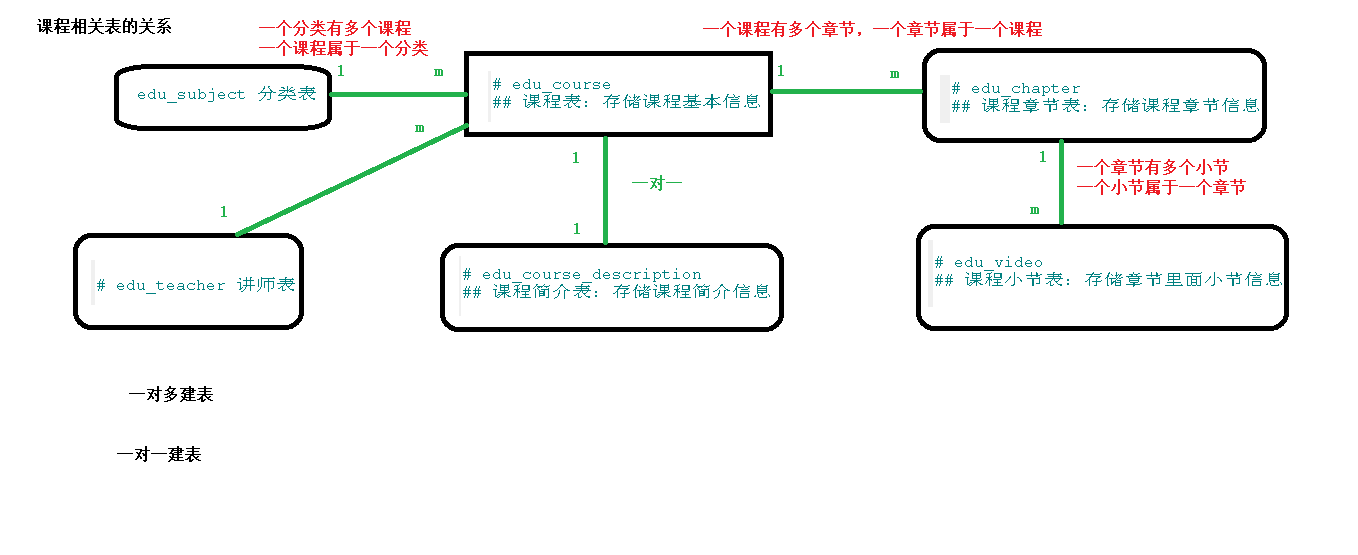 课程相关表的关系
一个分类有多个课程
一个课程属于一个分类
一个课程有多个章节，一个章节属于一个课程
1
m
1
m
edu_subject 分类表
# edu_course
## 课程表：存储课程基本信息
# edu_chapter
## 课程章节表：存储课程章节信息
m
1
1
一对一
1
1
m
一个章节有多个小节
一个小节属于一个章节
# edu_teacher 讲师表
# edu_course_description
## 课程简介表：存储课程简介信息
# edu_video
## 课程小节表：存储章节里面小节信息
一对多建表
一对一建表